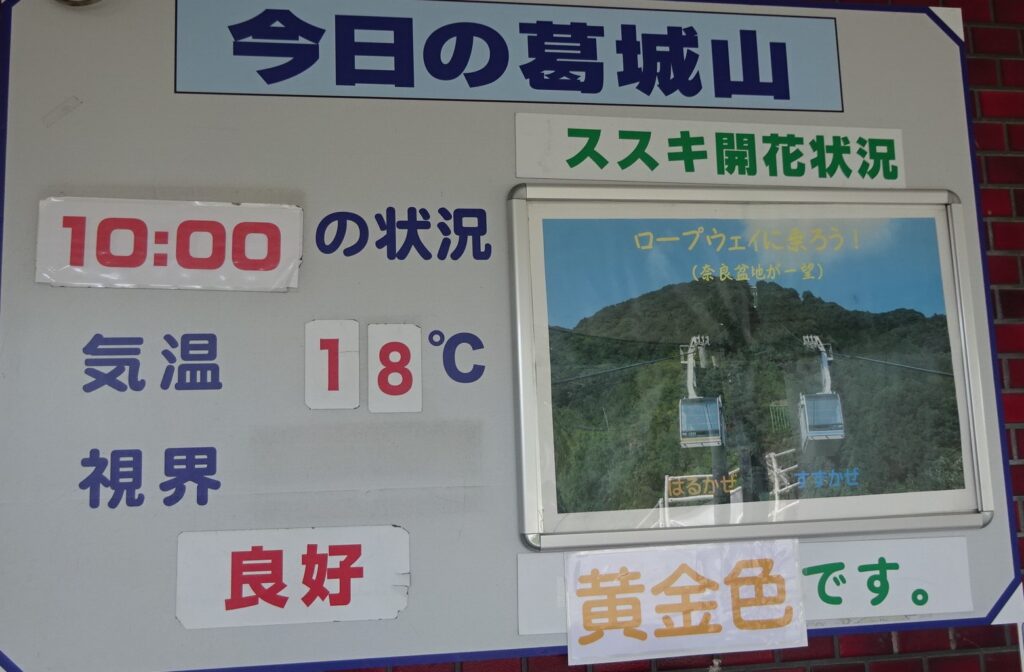 今日の葛城山
ススキ開花状況
10:00の状況
気温 18℃
視界
良好
ロープウェイに乗ろう!
(奈良盆地が一望)
はるかぜ すずかぜ
黄金色です。